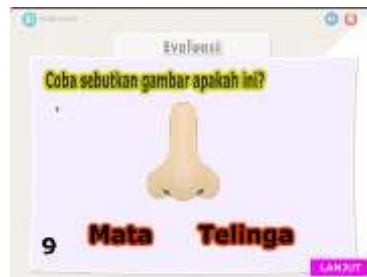 Evaluasi
Coba sebutkan gambar apakah ini?
Mata Telinga
9
LANJUT